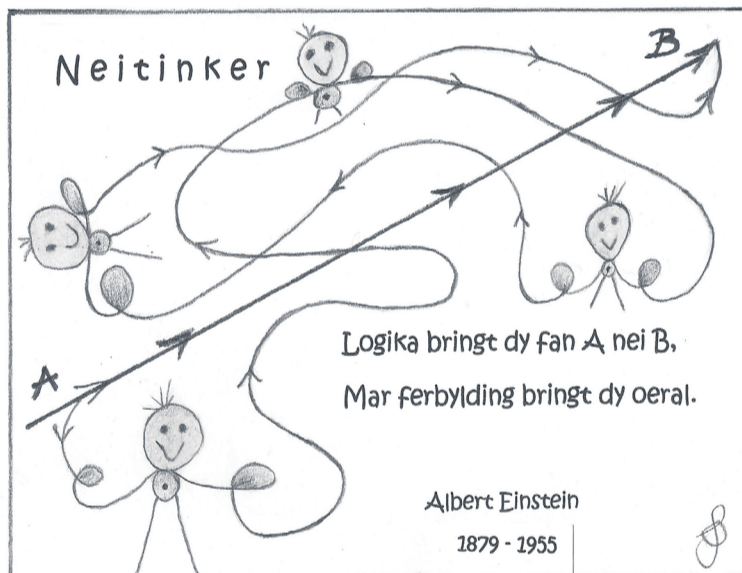 Neitinker
B
A
Logika bringt dy fan A nei B,
Mar ferbylding bringt dy oeral.
Albert Einstein
1879 - 1955